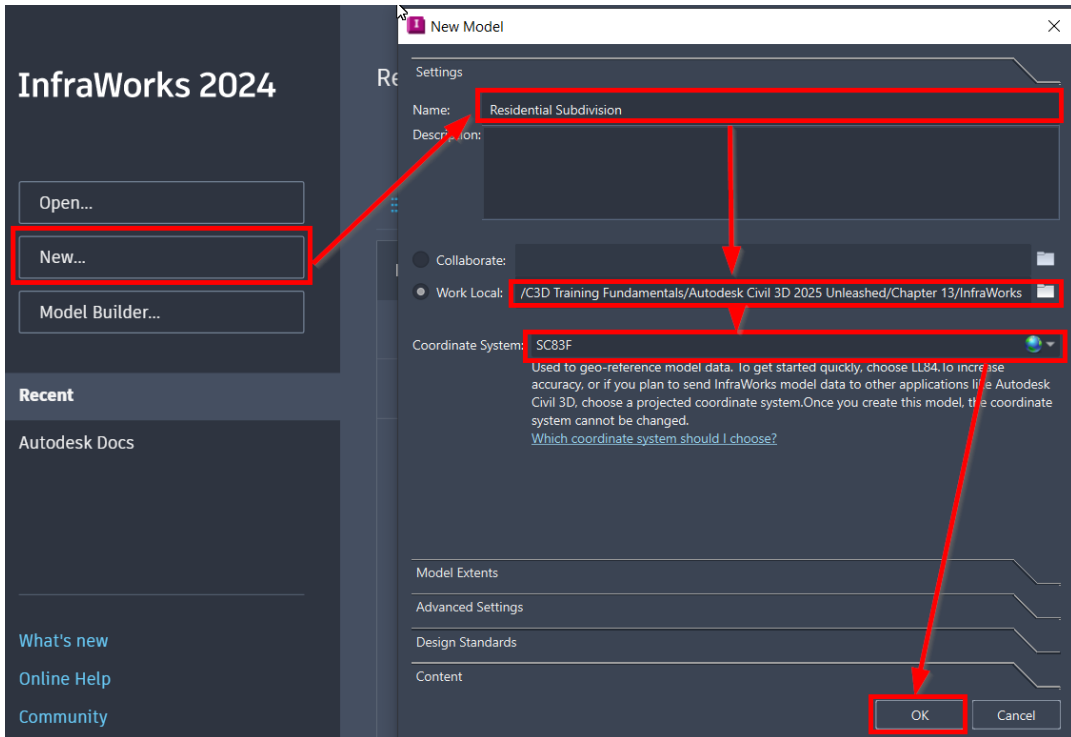 InfraWorks 2024
Open...
New...
Model Builder...
Recent
Autodesk Docs
What's new
Online Help
Community
Re
New Model
Settings
Name: Residential Subdivision
Description:
Collaborate:
Work Local: /C3D Training Fundamentals/Autodesk Civil 3D 2025 Unleashed/Chapter 13/InfraWorks
Coordinate System: SC83F
Used to geo-reference model data. To get started quickly, choose LL84.To increase
accuracy, or if you plan to send InfraWorks model data to other applications like Autodesk
Civil 3D, choose a projected coordinate system.Once you create this model, the coordinate
system cannot be changed.
Which coordinate system should I choose?
Model Extents
Advanced Settings
Design Standards
Content
OK Cancel